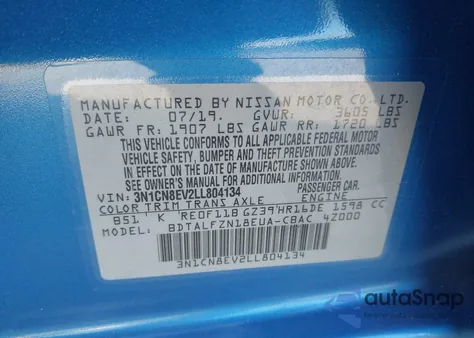 MANUFACTURED BY NISSAN MOTOR CO., LTD.
DATE: 07/19. GVWR: 3605 LBS
GAWR FR: 1907 LBS GAWR RR: 1720 LBS
THIS VEHICLE CONFORMS TO ALL APPLICABLE FEDERAL MOTOR
VEHICLE SAFETY, BUMPER AND THEFT PREVENTION STANDARDS
IN EFFECT ON THE DATE OF MANUFACTURE SHOWN ABOVE.
SEE OWNER'S MANUAL FOR ADDITIONAL INFORMATION.
VIN: 3N1CN8EV2LL804134 PASSENGER CAR.
COLOR TRIM TRANS AXLE ENGINE
B51 K RE0F11B GZ39 HR16DE 1598 CC
BDTALFZN18EUA-CBAC 42000
3N1CN8EV2LL804134
autoSnap